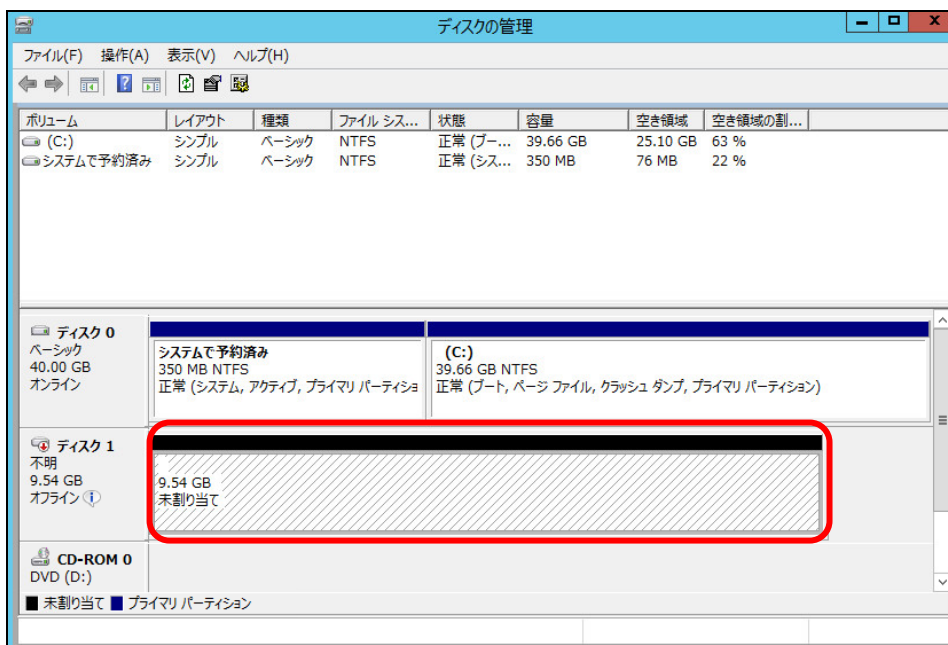 ディスクの管理
ファイル(F) 操作(A) 表示(V) ヘルプ(H)
ボリューム レイアウト 種類 ファイル シス... 状態 容量 空き領域 空き領域の割...
(C:) シンプル ベーシック NTFS 正常 (ブー... 39.66 GB 25.10 GB 63 %
システムで予約済み シンプル ベーシック NTFS 正常 (シス... 350 MB 76 MB 22 %
ディスク 0
ベーシック
40.00 GB
オンライン
システムで予約済み
350 MB NTFS
正常 (システム, アクティブ, プライマリ パーティショ
(C:)
39.66 GB NTFS
正常 (ブート, ページ ファイル, クラッシュ ダンプ, プライマリ パーティション)
ディスク 1
不明
9.54 GB
オフライン
9.54 GB
未割り当て
CD-ROM 0
DVD (D:)
未割り当て プライマリ パーティション